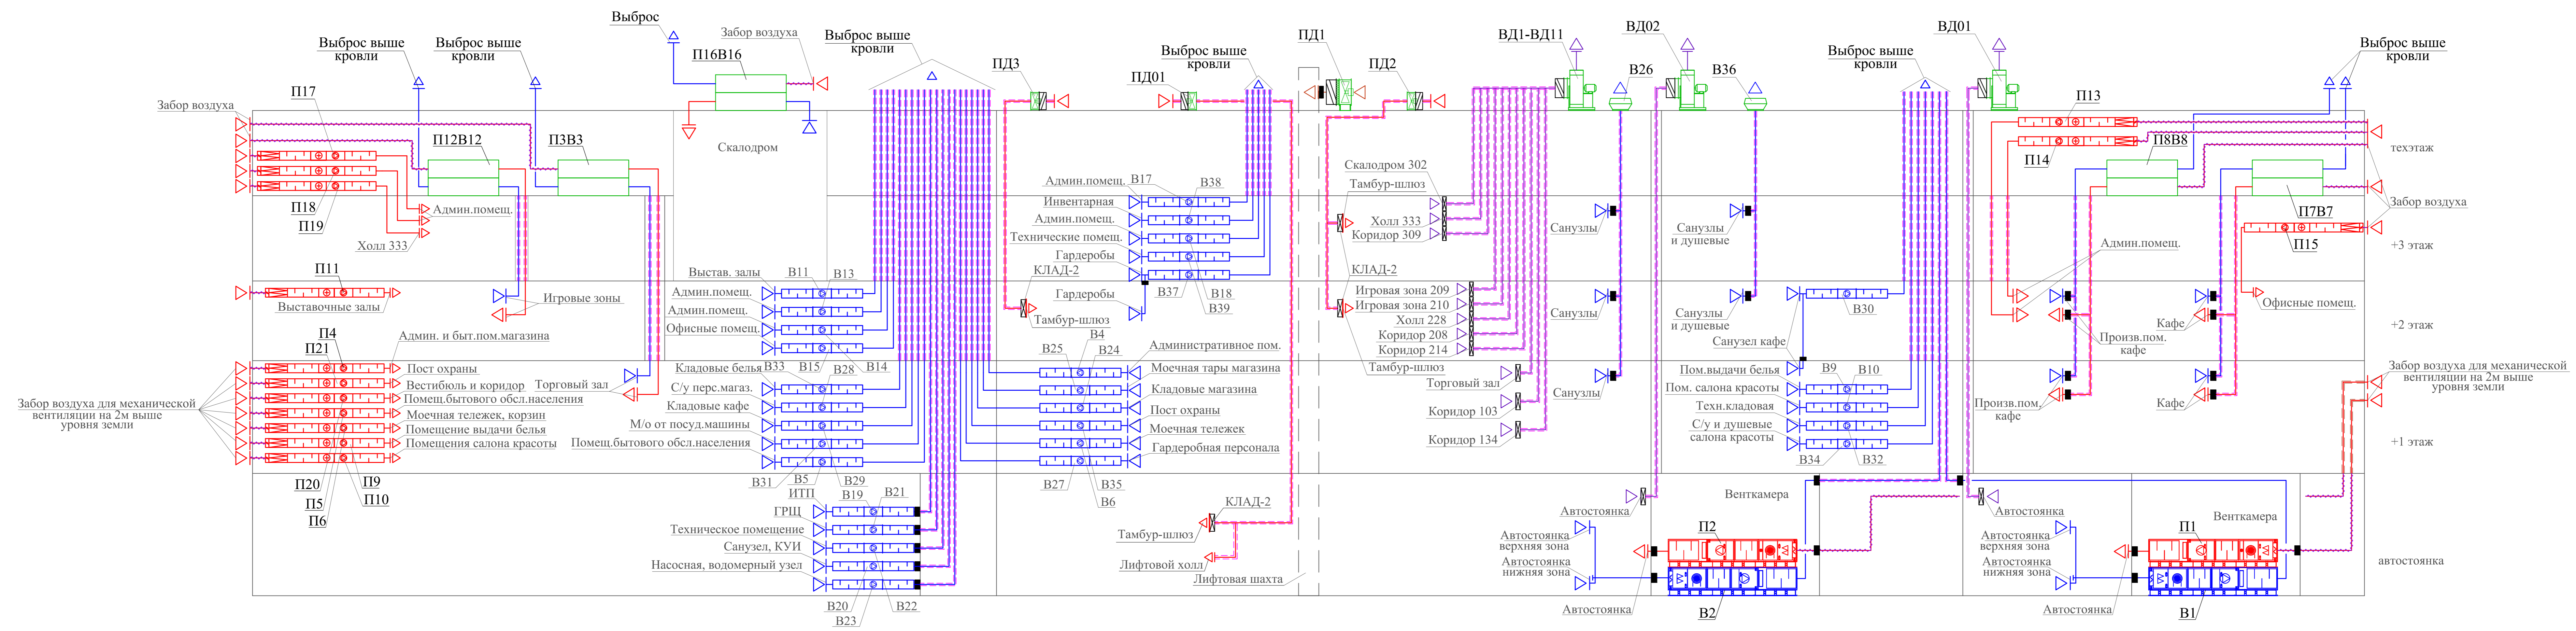 Выброс
Забор воздуха
Выброс выше
кровли
Выброс выше
кровли
П16В16
Выброс выше
кровли
Выброс выше
кровли
ПД3
ПД01
ПД1
ПД2
ВД1-ВД11
ВД02
В26
В36
Выброс выше
кровли
ВД01
Выброс выше
кровли
П17
Забор воздуха
П12В12
П3В3
Скалодром
П18
П19
Админ.помещ.
Холл 333
П13
П14
П8В8
П7В7
техэтаж
Забор воздуха
П15
+3 этаж
Админ.помещ.
Админ.помещ.
В17
В38
Инвентарная
Админ.помещ.
Технические помещ.
Гардеробы
В37
В18
В39
Гардеробы
Скалодром 302
Тамбур-шлюз
Холл 333
Коридор 309
КЛАД-2
КЛАД-2
Тамбур-шлюз
Санузлы
Санузлы
и душевые
П11
Выставочные залы
Игровые зоны
Выстав. залы
В11
В13
Админ.помещ.
Админ.помещ.
Офисные помещ.
В15
В14
Игровая зона 209
Игровая зона 210
Холл 228
Коридор 208
Коридор 214
Тамбур-шлюз
Санузлы
Санузлы
и душевые
В30
Санузел кафе
Произв.пом.
кафе
Кафе
Офисные помещ.
+2 этаж
П4
П21
Админ. и быт.пом.магазина
Пост охраны
Вестибюль и коридор
Помещ.бытового обсл.населения
Моечная тележек, корзин
Помещение выдачи белья
Помещения салона красоты
Забор воздуха для механической
вентиляции на 2м выше
уровня земли
П20
П5
П6
П9
П10
Торговый зал
Кладовые белья
В33
В28
С/у перс.магаз.
Кладовые кафе
М/о от посуд.машины
Помещ.бытового обсл.населения
В31
В5
В29
В25
В4
В24
Административное пом.
Моечная тары магазина
Кладовые магазина
Пост охраны
Моечная тележек
Гардеробная персонала
В27
В35
В6
Торговый зал
Коридор 103
Коридор 134
Санузлы
Пом.выдачи белья
В9
В10
Пом. салона красоты
Техн.кладовая
С/у и душевые
салона красоты
В34
В32
Произв.пом.
кафе
Кафе
Забор воздуха для механической
вентиляции на 2м выше
уровня земли
+1 этаж
ИТП
В19
В21
ГРЩ
Техническое помещение
Санузел, КУИ
Насосная, водомерный узел
В20
В23
В22
КЛАД-2
Тамбур-шлюз
Лифтовой холл
Лифтовая шахта
Автостоянка
Венткамера
Автостоянка
верхняя зона
Автостоянка
нижняя зона
Автостоянка
П2
В2
Автостоянка
Венткамера
Автостоянка
верхняя зона
Автостоянка
нижняя зона
Автостоянка
П1
В1
автостоянка